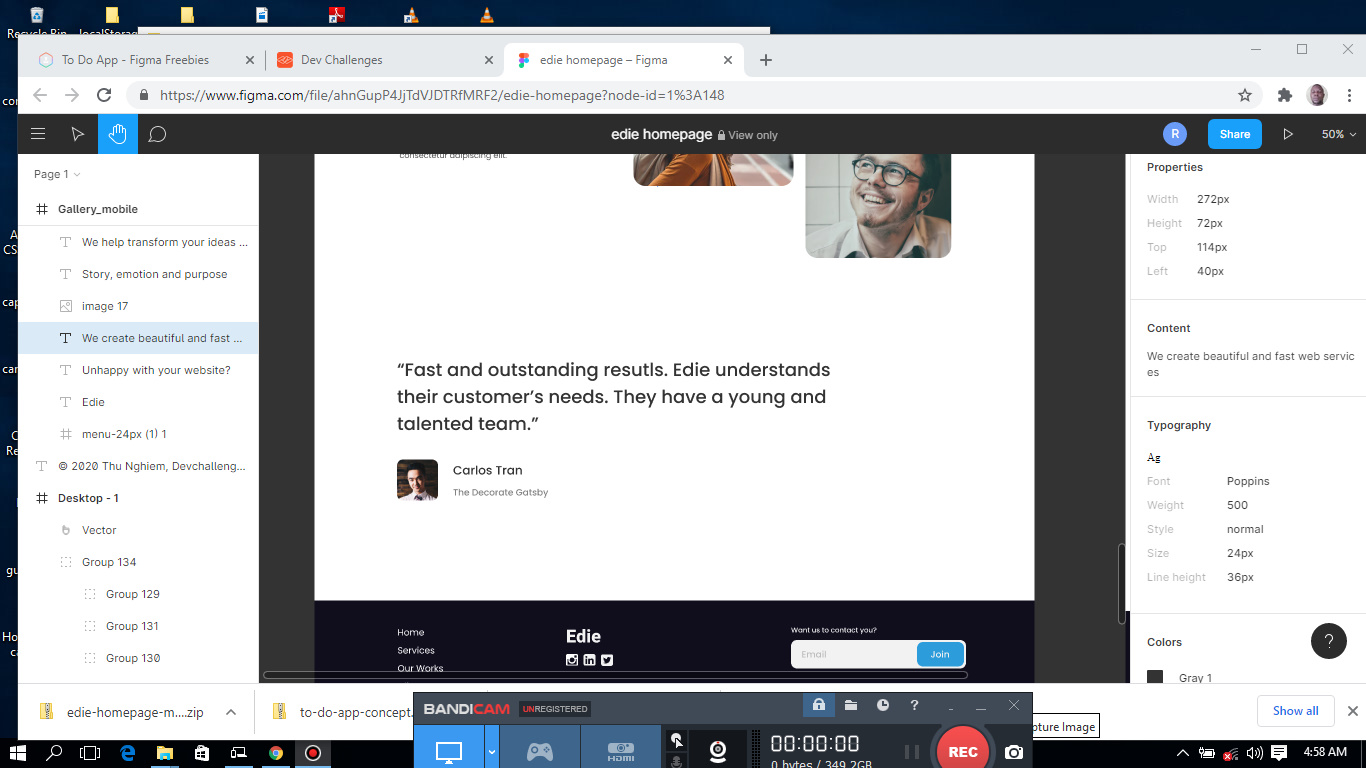 Recycle Bin
To Do App - Figma Freebies
Dev Challenges
edie homepage – Figma
https://www.figma.com/file/ahnGupP4JjTdVJDTRfMRF2/edie-homepage?node-id=1%3A148
edie homepage
View only
R
Share
50%
Page 1
Gallery_mobile
We help transform your ideas ...
Story, emotion and purpose
image 17
We create beautiful and fast ...
Unhappy with your website?
Edie
menu-24px (1) 1
© 2020 Thu Nghiem, Devchalleng...
Desktop - 1
Vector
Group 134
Group 129
Group 131
Group 130
consectetur adipiscing elit.
“Fast and outstanding resutls. Edie understands
their customer’s needs. They have a young and
talented team.”
Carlos Tran
The Decorate Gatsby
Home
Services
Our Works
Edie
Want us to contact you?
Email
Join
Properties
Width 272px
Height 72px
Top 114px
Left 40px
Content
We create beautiful and fast web servic
es
Typography
Ag
Font Poppins
Weight 500
Style normal
Size 24px
Line height 36px
Colors
Gray 1
?
edie-homepage-m....zip
to-do-app-concept.
Show all
BANDICAM
UNREGISTERED
?
HDMI
00:00:00
0 bytes / 349.2GB
REC
pture Image
4:58 AM